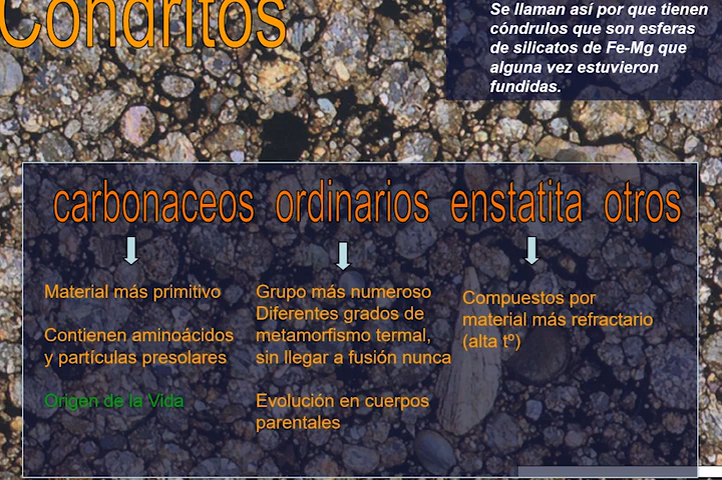 Condritos
Se llaman así por que tienen
cóndrulos que son esferas
de silicatos de Fe-Mg que
alguna vez estuvieron
fundidas.
carbonaceos ordinarios enstatita otros
Material más primitivo
Contienen aminoácidos
y partículas presolares
Origen de la Vida
Grupo más numeroso
Diferentes grados de
metamorfismo termal,
sin llegar a fusión nunca
Evolución en cuerpos
parentales
Compuestos por
material más refractario
(alta tº)